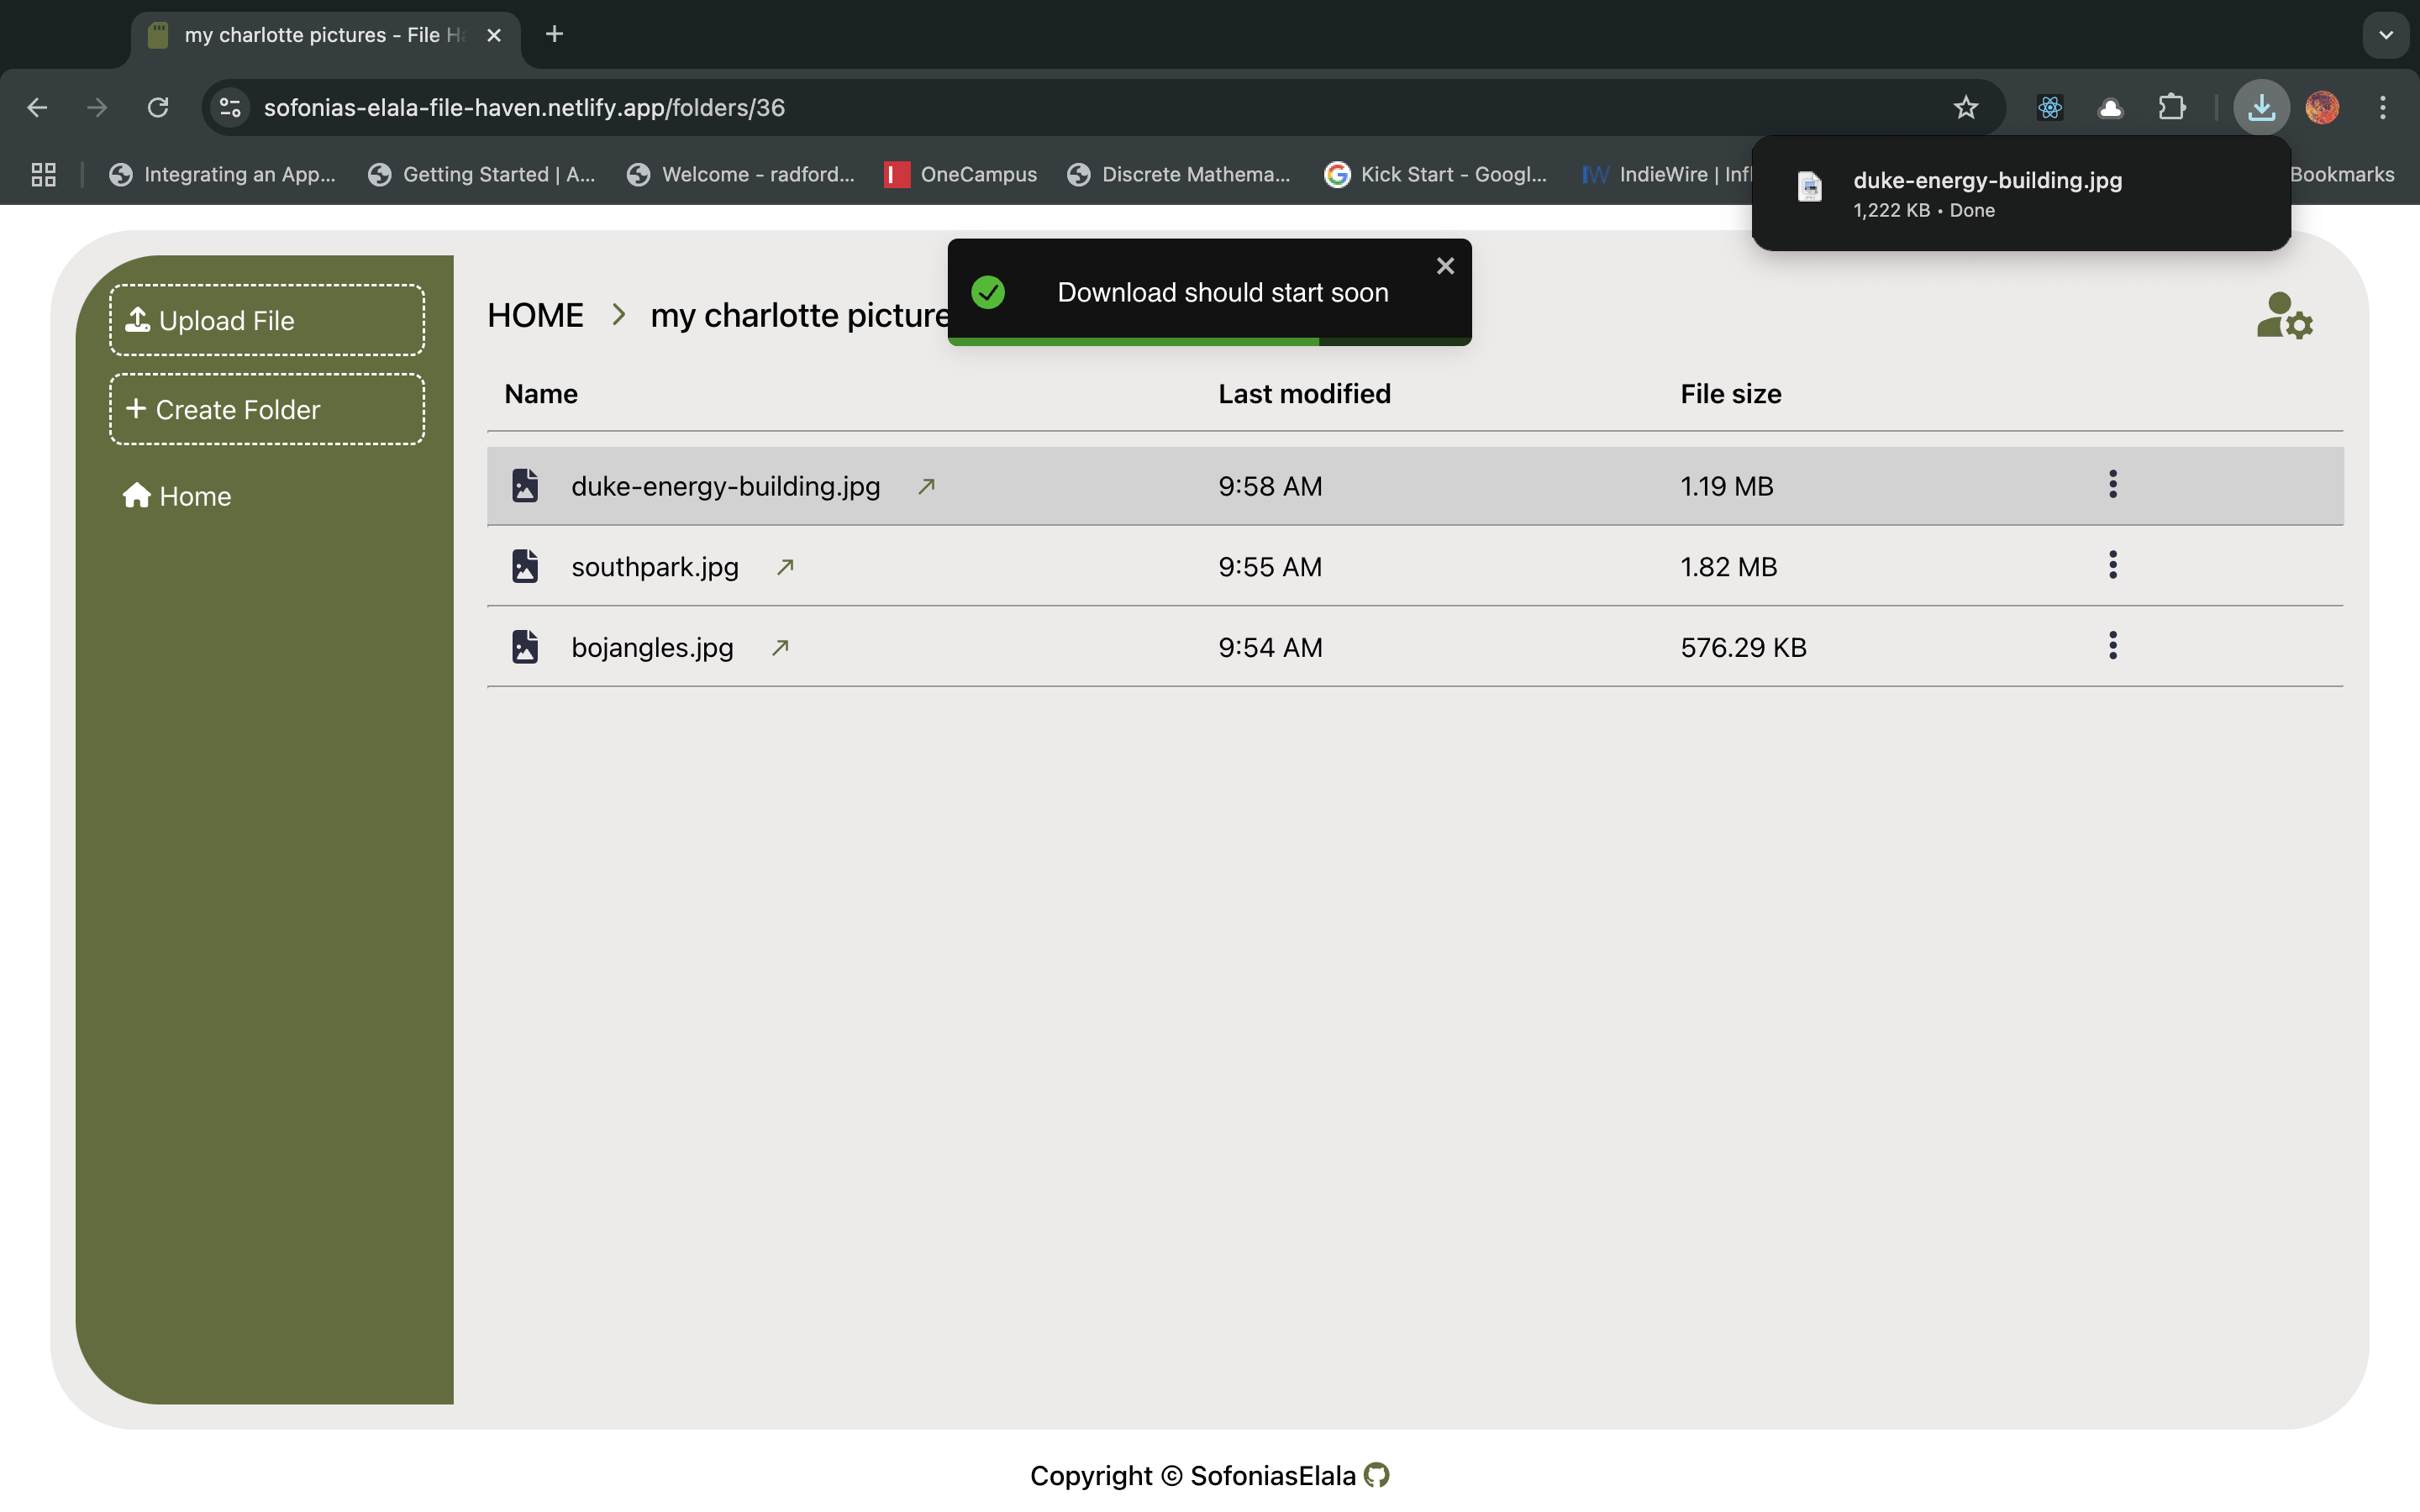 my charlotte pictures - File Ha
sofonias-elala-file-haven.netlify.app/folders/36
Integrating an App... Getting Started | A... Welcome - radford... OneCampus Discrete Mathema... Kick Start - Googl... IW IndieWire | Infl Bookmarks
duke-energy-building.jpg
1,222 KB • Done
Download should start soon
Upload File
Create Folder
Home
HOME > my charlotte picture
Name Last modified File size
duke-energy-building.jpg 9:58 AM 1.19 MB
southpark.jpg 9:55 AM 1.82 MB
bojangles.jpg 9:54 AM 576.29 KB
Copyright © SofoniasElala